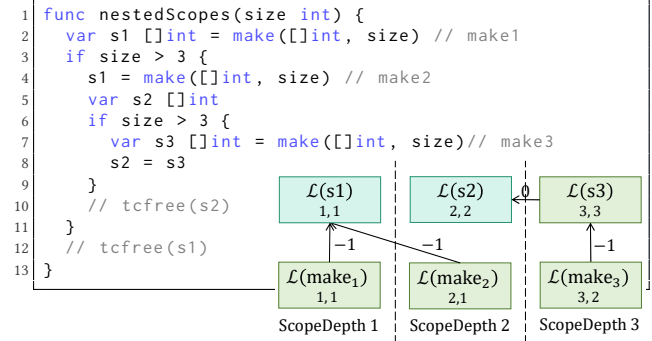 1 func nestedScopes(size int) {
2 var s1 []int = make([]int, size) // make1
3 if size > 3 {
4 s1 = make([]int, size) // make2
5 var s2 []int
6 if size > 3 {
7 var s3 []int = make([]int, size)// make3
8 s2 = s3
9 }
10 // tcfree(s2)
11 }
12 // tcfree(s1)
13 }
ℒ(s1) ℒ(s2) 0 ℒ(s3)
1,1 2,2 3,3
−1 −1 −1
ℒ(make₁) ℒ(make₂) ℒ(make₃)
1,1 2,1 3,2
ScopeDepth 1 ScopeDepth 2 ScopeDepth 3